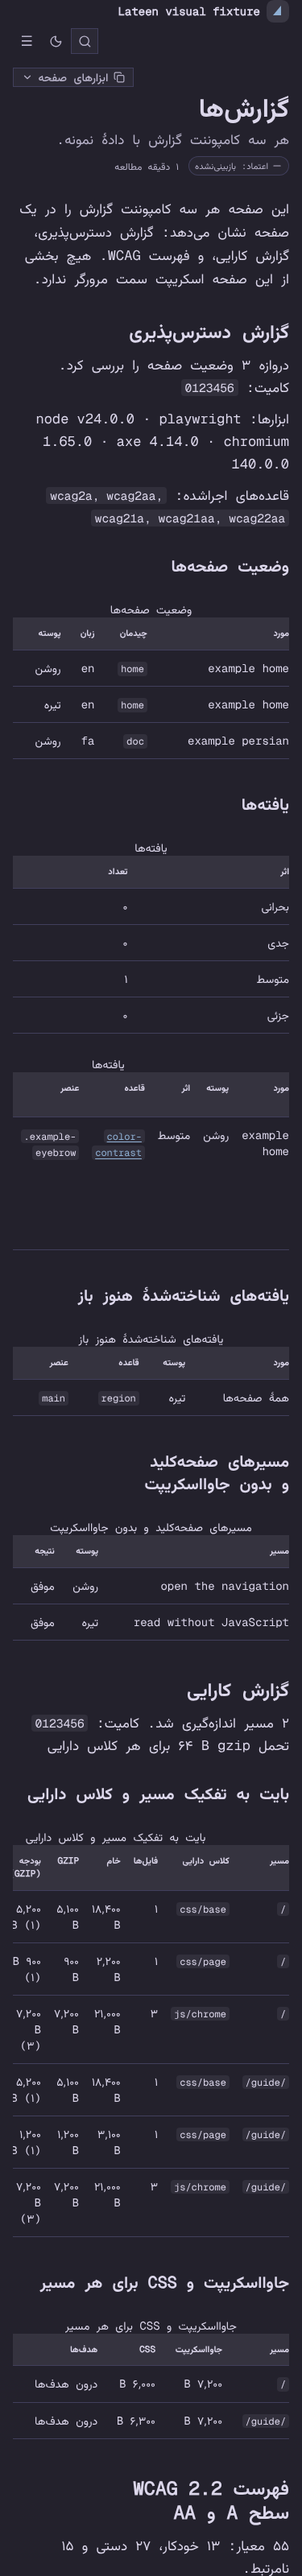 Lateen visual fixture
ابزارهای صفحه
گزارش‌ها
هر سه کامپوننت گزارش با دادهٔ نمونه.
— اعتماد: بازبینی‌نشده
۱ دقیقه مطالعه
این صفحه هر سه کامپوننت گزارش را در یک
صفحه نشان می‌دهد: گزارش دسترس‌پذیری،
گزارش کارایی، و فهرست WCAG. هیچ بخشی
از این صفحه اسکریپت سمت مرورگر ندارد.
گزارش دسترس‌پذیری
دروازه ۳ وضعیت صفحه را بررسی کرد.
کامیت: 0123456
ابزارها: node v24.0.0 · playwright
1.65.0 · axe 4.14.0 · chromium
140.0.0
قاعده‌های اجراشده: wcag2a, wcag2aa,
wcag21a, wcag21aa, wcag22aa
وضعیت صفحه‌ها
وضعیت صفحه‌ها
مورد چیدمان زبان پوسته
example home home en روشن
example home home en تیره
example persian doc fa روشن
یافته‌ها
یافته‌ها
اثر تعداد
بحرانی ۰
جدی ۰
متوسط ۱
جزئی ۰
یافته‌ها
مورد پوسته اثر قاعده عنصر
example روشن متوسط color- .example-
home contrast eyebrow
یافته‌های شناخته‌شدهٔ هنوز باز
یافته‌های شناخته‌شدهٔ هنوز باز
مورد پوسته قاعده عنصر
همهٔ صفحه‌ها تیره region main
مسیرهای صفحه‌کلید
و بدون جاوااسکریپت
مسیرهای صفحه‌کلید و بدون جاوااسکریپت
مسیر پوسته نتیجه
open the navigation روشن موفق
read without JavaScript تیره موفق
گزارش کارایی
۲ مسیر اندازه‌گیری شد. کامیت: 0123456
تحمل ۶۴ B gzip برای هر کلاس دارایی
بایت به تفکیک مسیر و کلاس دارایی
بایت به تفکیک مسیر و کلاس دارایی
مسیر کلاس دارایی فایل‌ها خام GZIP بودجه
(GZIP
/ css/base ۱ ۱۸,۴۰۰ ۵,۱۰۰ ۵,۲۰۰
B B B (۱)
/ css/page ۱ ۲,۲۰۰ ۹۰۰ ۹۰۰ B
B B (۱)
/ js/chrome ۳ ۲۱,۰۰۰ ۷,۲۰۰ ۷,۲۰۰
B B B
(۳)
/guide/ css/base ۱ ۱۸,۴۰۰ ۵,۱۰۰ ۵,۲۰۰
B B B (۱)
/guide/ css/page ۱ ۳,۱۰۰ ۱,۲۰۰ ۱,۲۰۰
B B B (۱)
/guide/ js/chrome ۳ ۲۱,۰۰۰ ۷,۲۰۰ ۷,۲۰۰
B B B
(۳)
جاوااسکریپت و CSS برای هر مسیر
جاوااسکریپت و CSS برای هر مسیر
مسیر جاوااسکریپت CSS هدف‌ها
/ ۷,۲۰۰ B ۶,۰۰۰ B درون هدف‌ها
/guide/ ۷,۲۰۰ B ۶,۳۰۰ B درون هدف‌ها
فهرست WCAG 2.2
سطح A و AA
۵۵ معیار: ۱۳ خودکار، ۲۷ دستی و ۱۵
نامرتبط.